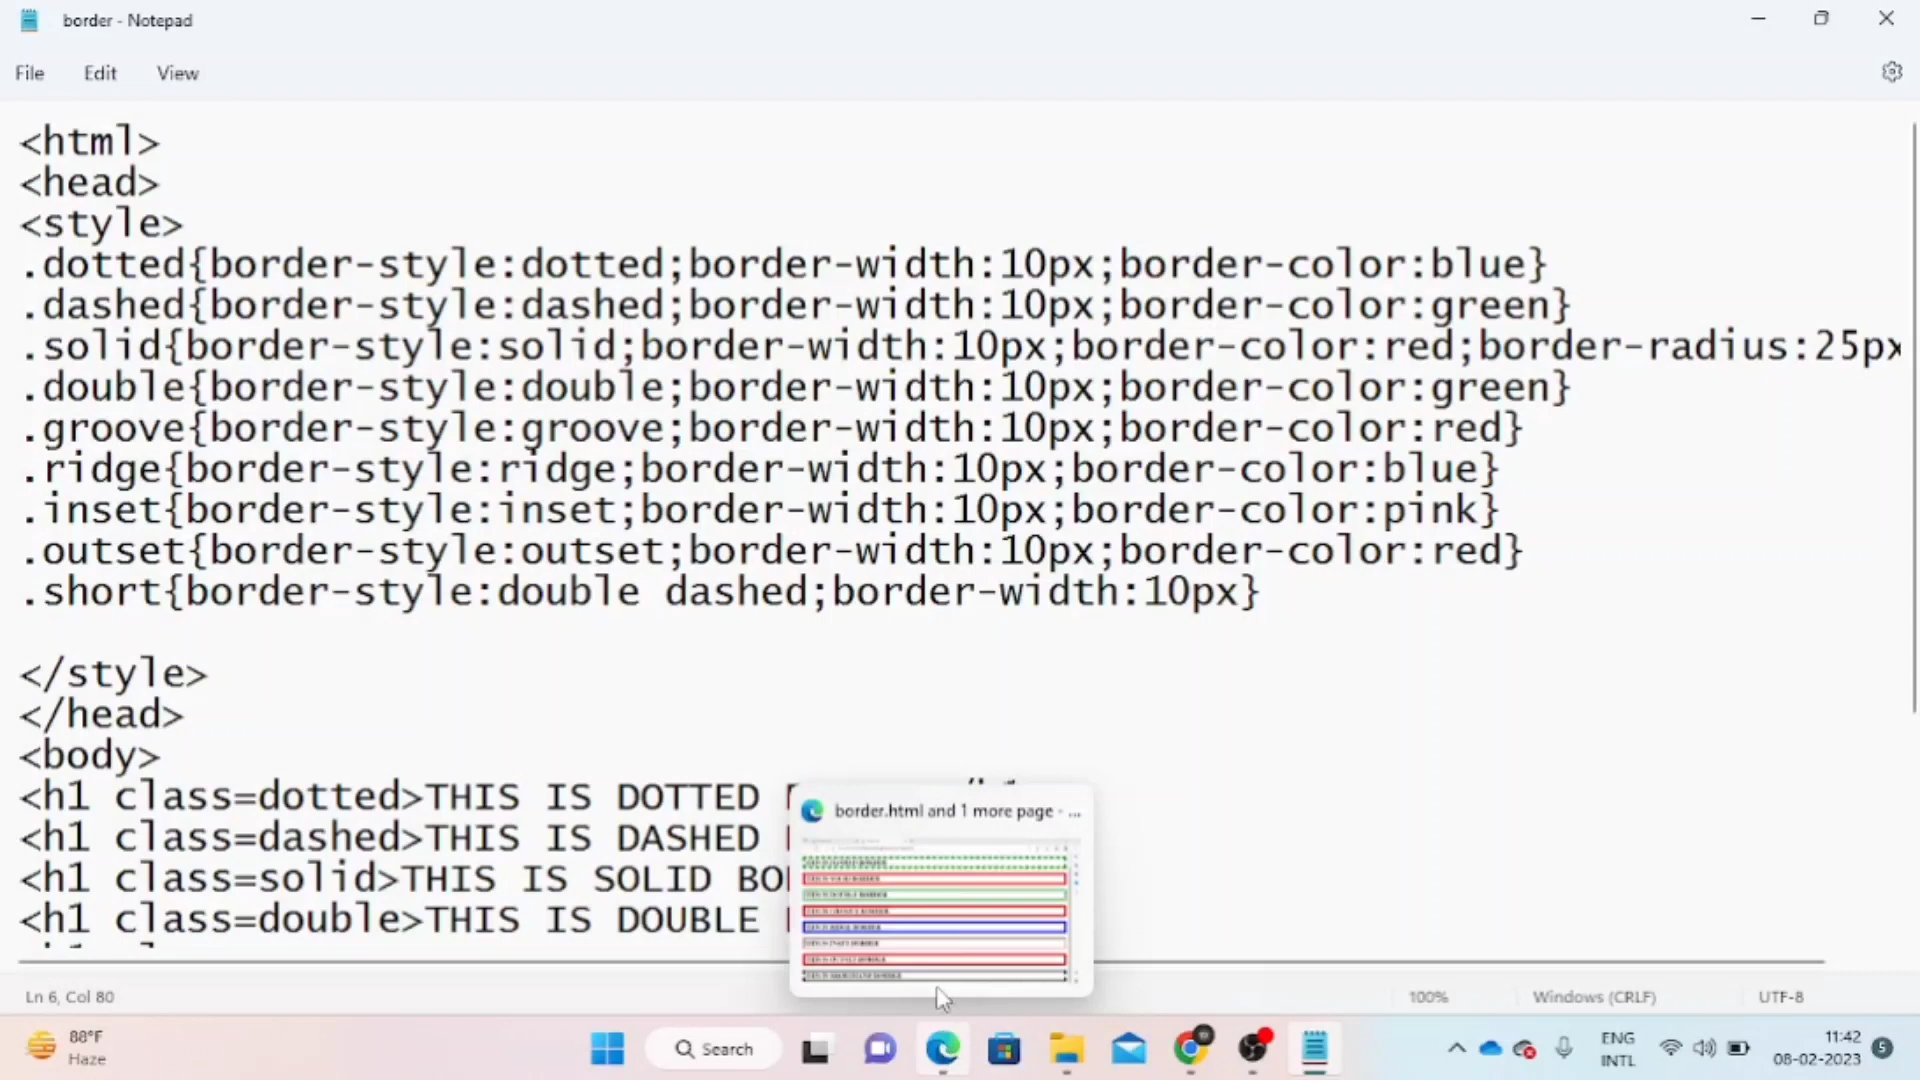 border - Notepad
File Edit View
<html>
<head>
<style>
.dotted{border-style:dotted;border-width:10px;border-color:blue}
.dashed{border-style:dashed;border-width:10px;border-color:green}
.solid{border-style:solid;border-width:10px;border-color:red;border-radius:25px
.double{border-style:double;border-width:10px;border-color:green}
.groove{border-style:groove;border-width:10px;border-color:red}
.ridge{border-style:ridge;border-width:10px;border-color:blue}
.inset{border-style:inset;border-width:10px;border-color:pink}
.outset{border-style:outset;border-width:10px;border-color:red}
.short{border-style:double dashed;border-width:10px}
</style>
</head>
<body>
<h1 class=dotted>THIS IS DOTTED
<h1 class=dashed>THIS IS DASHED
<h1 class=solid>THIS IS SOLID BO
<h1 class=double>THIS IS DOUBLE
border.html and 1 more page - ...
Ln 6, Col 80
100%
Windows (CRLF)
UTF-8
88°F
Haze
Search
ENG
INTL
11:42
08-02-2023
5